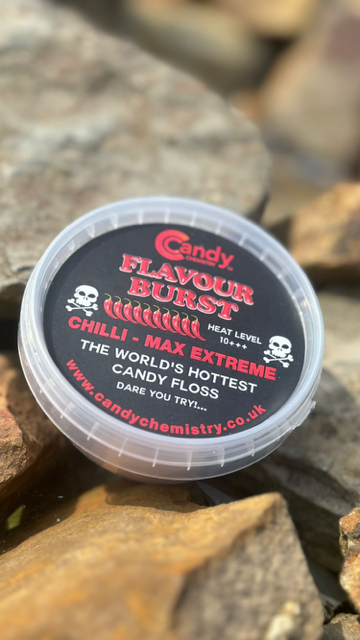 Candy
CHEMISTRY™
FLAVOUR
BURST
HEAT LEVEL
10+++
CHILLI - MAX EXTREME
THE WORLD'S HOTTEST
CANDY FLOSS
DARE YOU TRY!...
www.candychemistry.co.uk